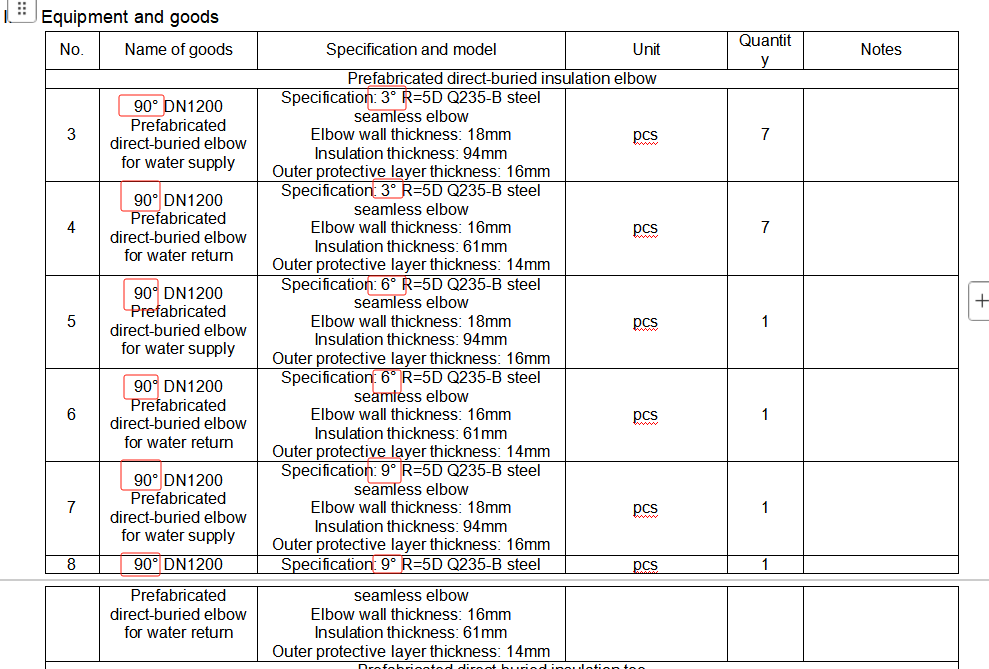 Equipment and goods
No. Name of goods Specification and model Unit Quantit
y Notes
Prefabricated direct-buried insulation elbow
3 90° DN1200
Prefabricated
direct-buried elbow
for water supply
Specification: 3° R=5D Q235-B steel
seamless elbow
Elbow wall thickness: 18mm
Insulation thickness: 94mm
Outer protective layer thickness: 16mm
pcs 7
4 90° DN1200
Prefabricated
direct-buried elbow
for water return
Specification: 3° R=5D Q235-B steel
seamless elbow
Elbow wall thickness: 16mm
Insulation thickness: 61mm
Outer protective layer thickness: 14mm
pcs 7
5 90° DN1200
Prefabricated
direct-buried elbow
for water supply
Specification: 6° R=5D Q235-B steel
seamless elbow
Elbow wall thickness: 18mm
Insulation thickness: 94mm
Outer protective layer thickness: 16mm
pcs 1
6 90° DN1200
Prefabricated
direct-buried elbow
for water return
Specification: 6° R=5D Q235-B steel
seamless elbow
Elbow wall thickness: 16mm
Insulation thickness: 61mm
Outer protective layer thickness: 14mm
pcs 1
7 90° DN1200
Prefabricated
direct-buried elbow
for water supply
Specification: 9° R=5D Q235-B steel
seamless elbow
Elbow wall thickness: 18mm
Insulation thickness: 94mm
Outer protective layer thickness: 16mm
pcs 1
8 90° DN1200 Specification: 9° R=5D Q235-B steel pcs 1
Prefabricated
direct-buried elbow
for water return
seamless elbow
Elbow wall thickness: 16mm
Insulation thickness: 61mm
Outer protective layer thickness: 14mm
Prefabricated direct-buried insulation tee